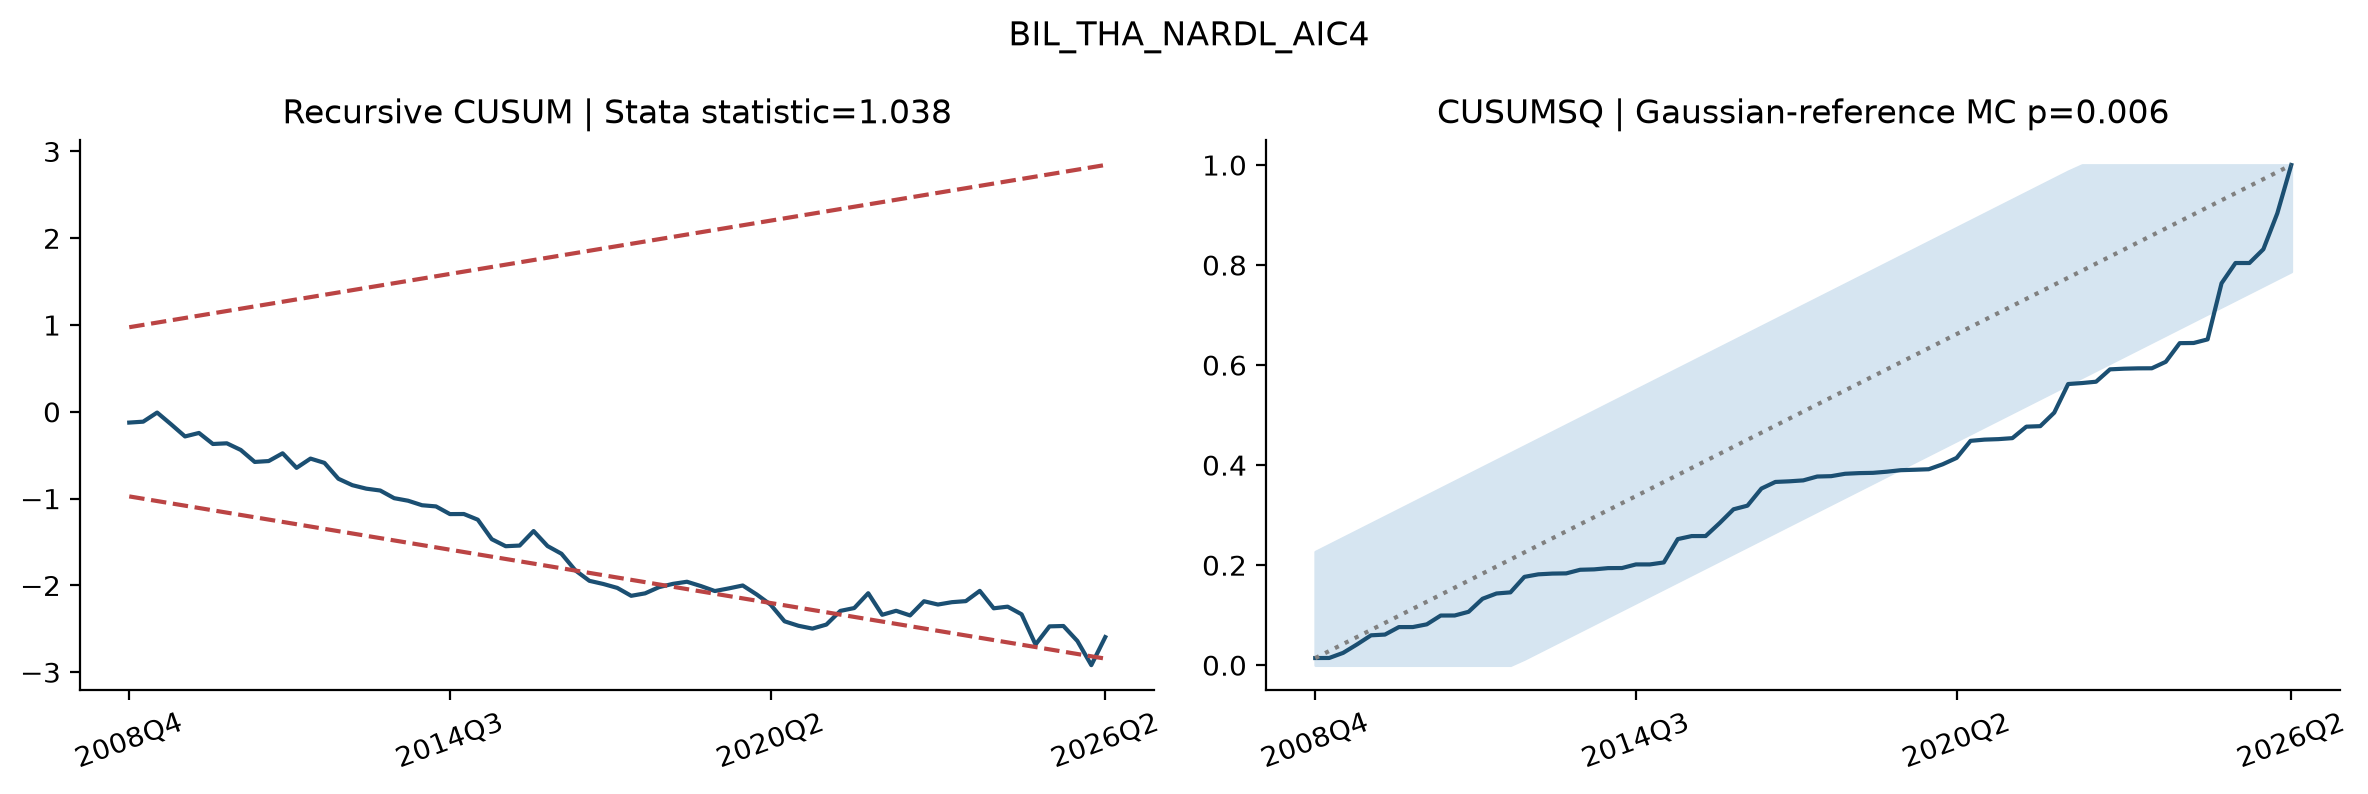 BIL_THA_NARDL_AIC4
Recursive CUSUM | Stata statistic=1.038
3
2
1
0
−1
−2
−3
2008Q4
2014Q3
2020Q2
2026Q2
CUSUMSQ | Gaussian-reference MC p=0.006
1.0
0.8
0.6
0.4
0.2
0.0
2008Q4
2014Q3
2020Q2
2026Q2